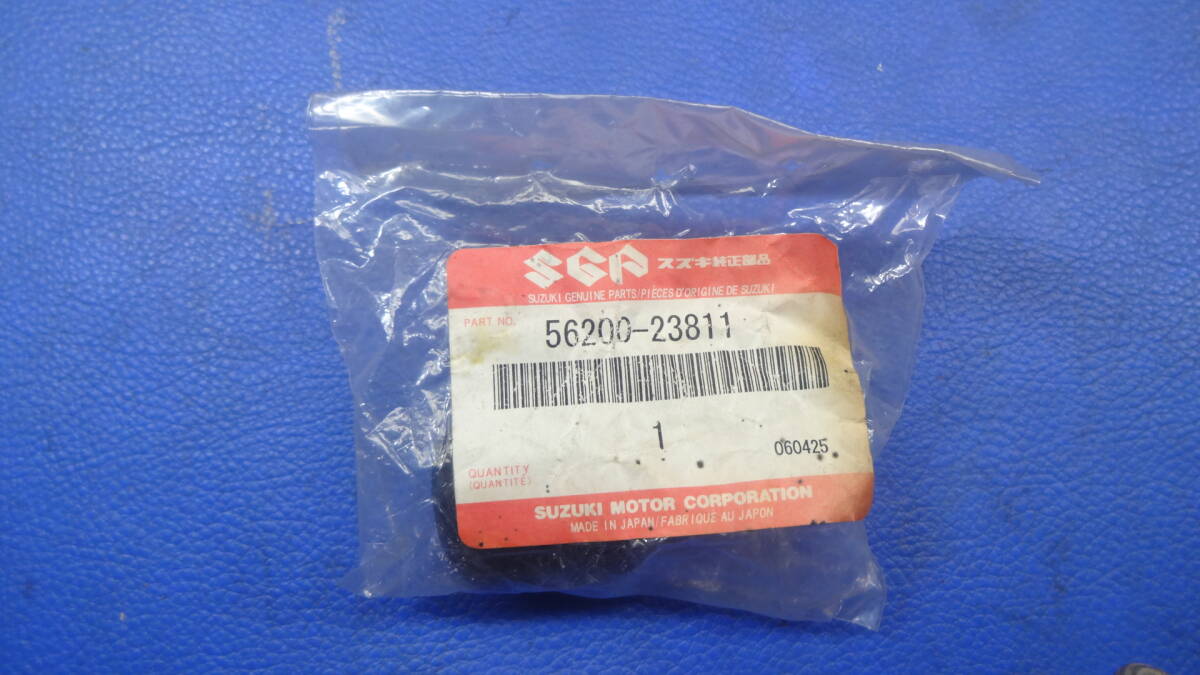 SGP スズキ純正部品
SUZUKI GENUINE PARTS/PIÈCES D'ORIGINE DE SUZUKI
PART NO. 56200-23811
1
060425
QUANTITY
(QUANTITÉ)
SUZUKI MOTOR CORPORATION
MADE IN JAPAN/FABRIQUÉ AU JAPON